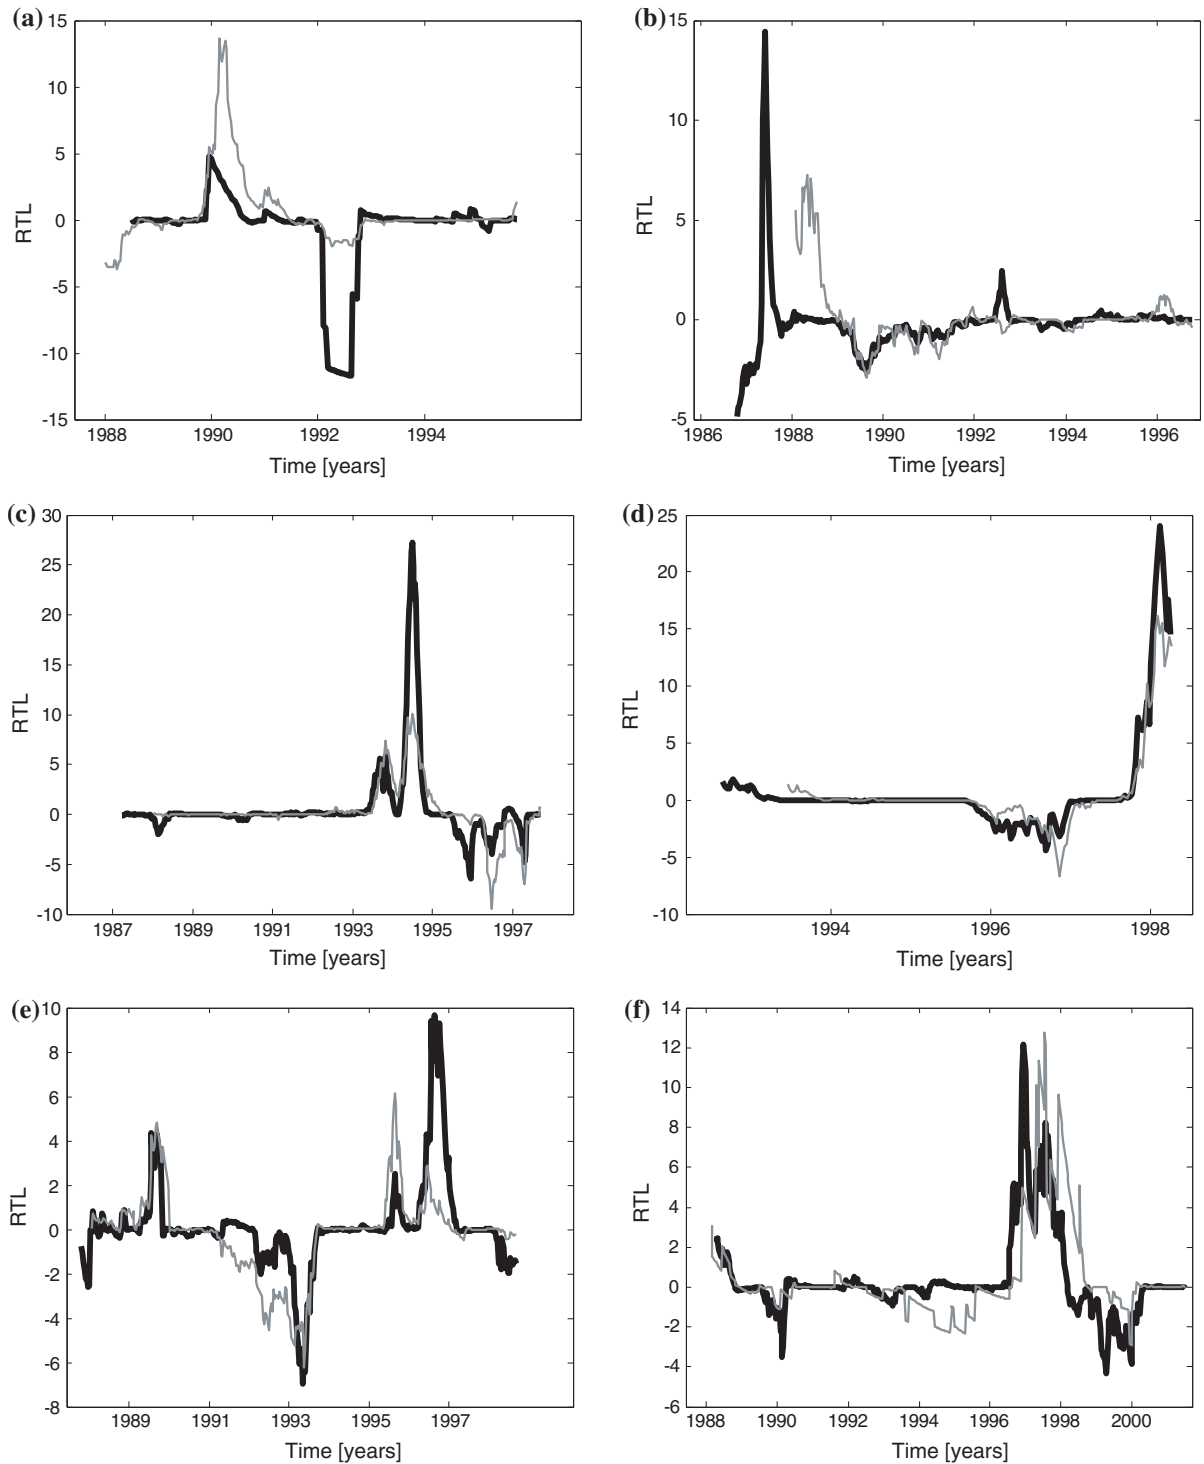 (a)
15
10
5
0
-5
-10
-15
RTL
1988 1990 1992 1994
Time [years]
(b)
15
10
5
0
-5
RTL
1986 1988 1990 1992 1994 1996
Time [years]
(c)
30
25
20
15
10
5
0
-5
-10
RTL
1987 1989 1991 1993 1995 1997
Time [years]
(d)
25
20
15
10
5
0
-5
-10
RTL
1994 1996 1998
Time [years]
(e)
10
8
6
4
2
0
-2
-4
-6
-8
RTL
1989 1991 1993 1995 1997
Time [years]
(f)
14
12
10
8
6
4
2
0
-2
-4
-6
RTL
1988 1990 1992 1994 1996 1998 2000
Time [years]